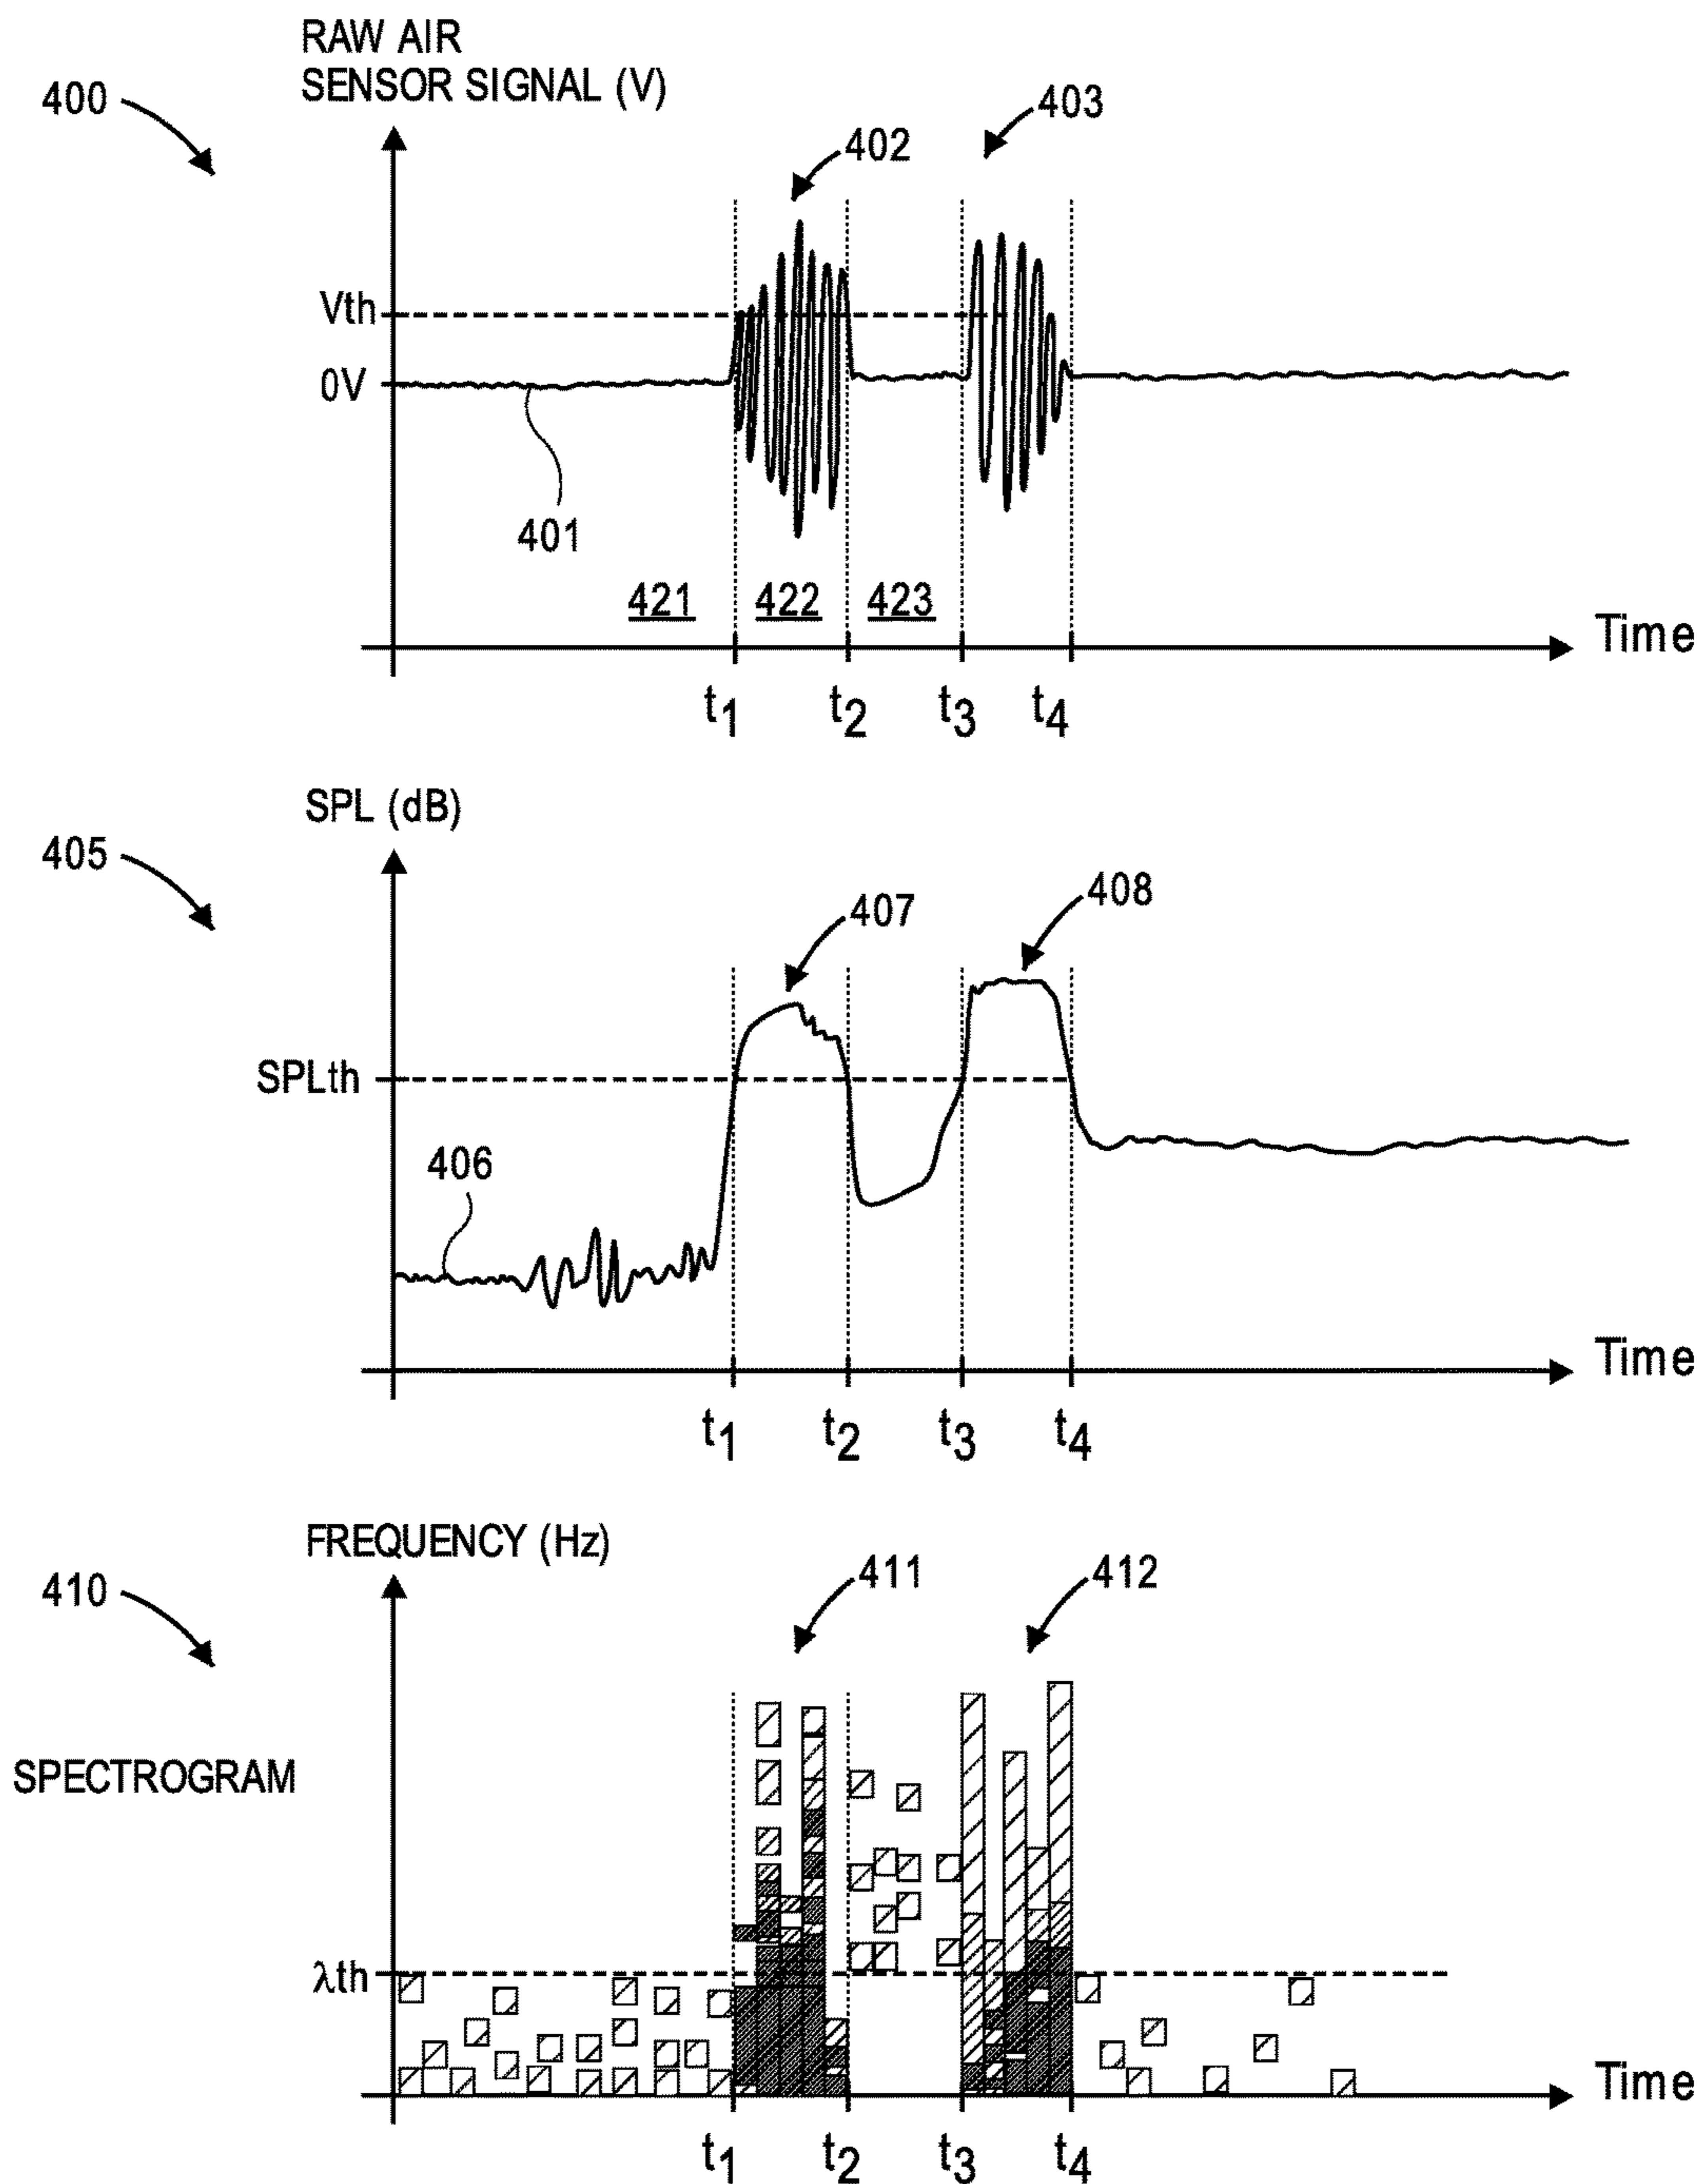 RAW AIR
SENSOR SIGNAL (V)
400
403
402
Vth
0V
401
421 422 423
Time
t1 t2 t3 t4
SPL (dB)
405
408
407
SPLth
406
Time
t1 t2 t3 t4
FREQUENCY (Hz)
410
411
412
SPECTROGRAM
λth
Time
t1 t2 t3 t4